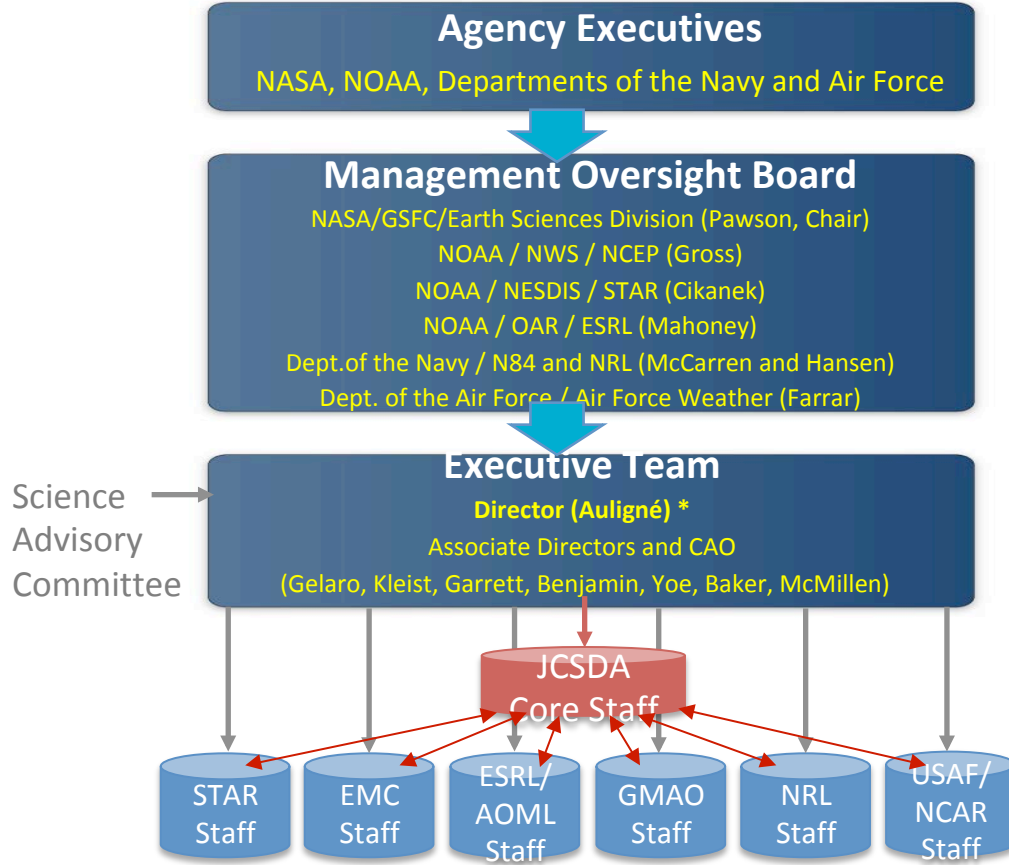 Agency Executives
NASA, NOAA, Departments of the Navy and Air Force
Management Oversight Board
NASA/GSFC/Earth Sciences Division (Pawson, Chair)
NOAA / NWS / NCEP (Gross)
NOAA / NESDIS / STAR (Cikanek)
NOAA / OAR / ESRL (Mahoney)
Dept.of the Navy / N84 and NRL (McCarren and Hansen)
Dept. of the Air Force / Air Force Weather (Farrar)
Executive Team
Director (Auligné) *
Associate Directors and CAO
(Gelaro, Kleist, Garrett, Benjamin, Yoe, Baker, McMillen)
Science
Advisory
Committee
JCSDA
Core Staff
STAR
Staff
EMC
Staff
ESRL/
AOML
Staff
GMAO
Staff
NRL
Staff
USAF/
NCAR
Staff